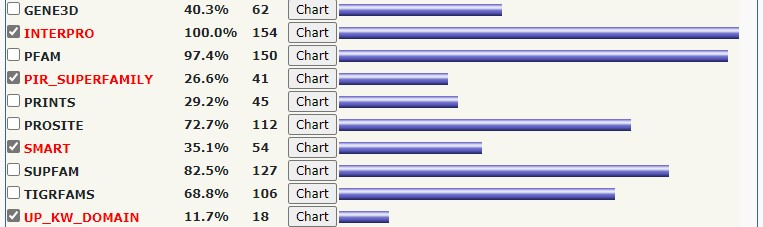 GENE3D 40.3% 62 Chart
INTERPRO 100.0% 154 Chart
PFAM 97.4% 150 Chart
PIR_SUPERFAMILY 26.6% 41 Chart
PRINTS 29.2% 45 Chart
PROSITE 72.7% 112 Chart
SMART 35.1% 54 Chart
SUPFAM 82.5% 127 Chart
TIGRFAMS 68.8% 106 Chart
UP_KW_DOMAIN 11.7% 18 Chart